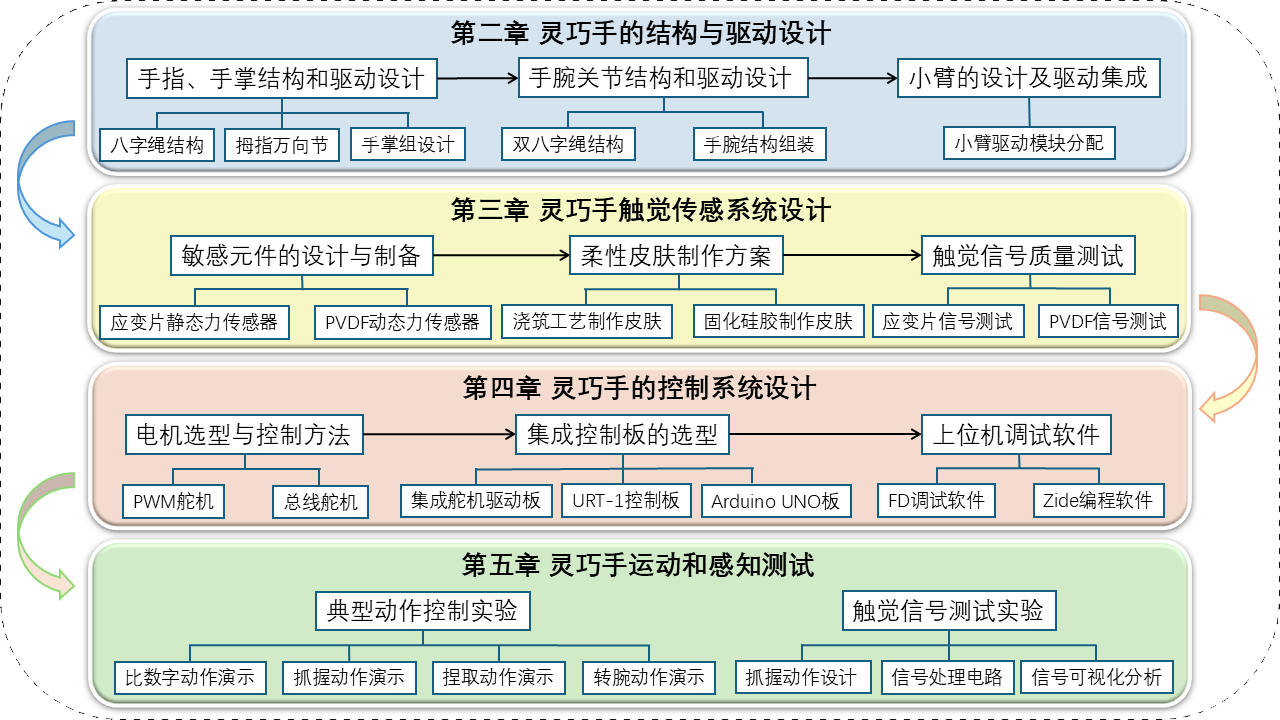 第二章 灵巧手的结构与驱动设计
手指、手掌结构和驱动设计
手腕关节结构和驱动设计
小臂的设计及驱动集成
八字绳结构
拇指万向节
手掌组设计
双八字绳结构
手腕结构组装
小臂驱动模块分配
第三章 灵巧手触觉传感系统设计
敏感元件的设计与制备
柔性皮肤制作方案
触觉信号质量测试
应变片静态力传感器
PVDF动态力传感器
浇筑工艺制作皮肤
固化硅胶制作皮肤
应变片信号测试
PVDF信号测试
第四章 灵巧手的控制系统设计
电机选型与控制方法
集成控制板的选型
上位机调试软件
PWM舵机
总线舵机
集成舵机驱动板
URT-1控制板
Arduino UNO板
FD调试软件
Zide编程软件
第五章 灵巧手运动和感知测试
典型动作控制实验
触觉信号测试实验
比数字动作演示
抓握动作演示
捏取动作演示
转腕动作演示
抓握动作设计
信号处理电路
信号可视化分析